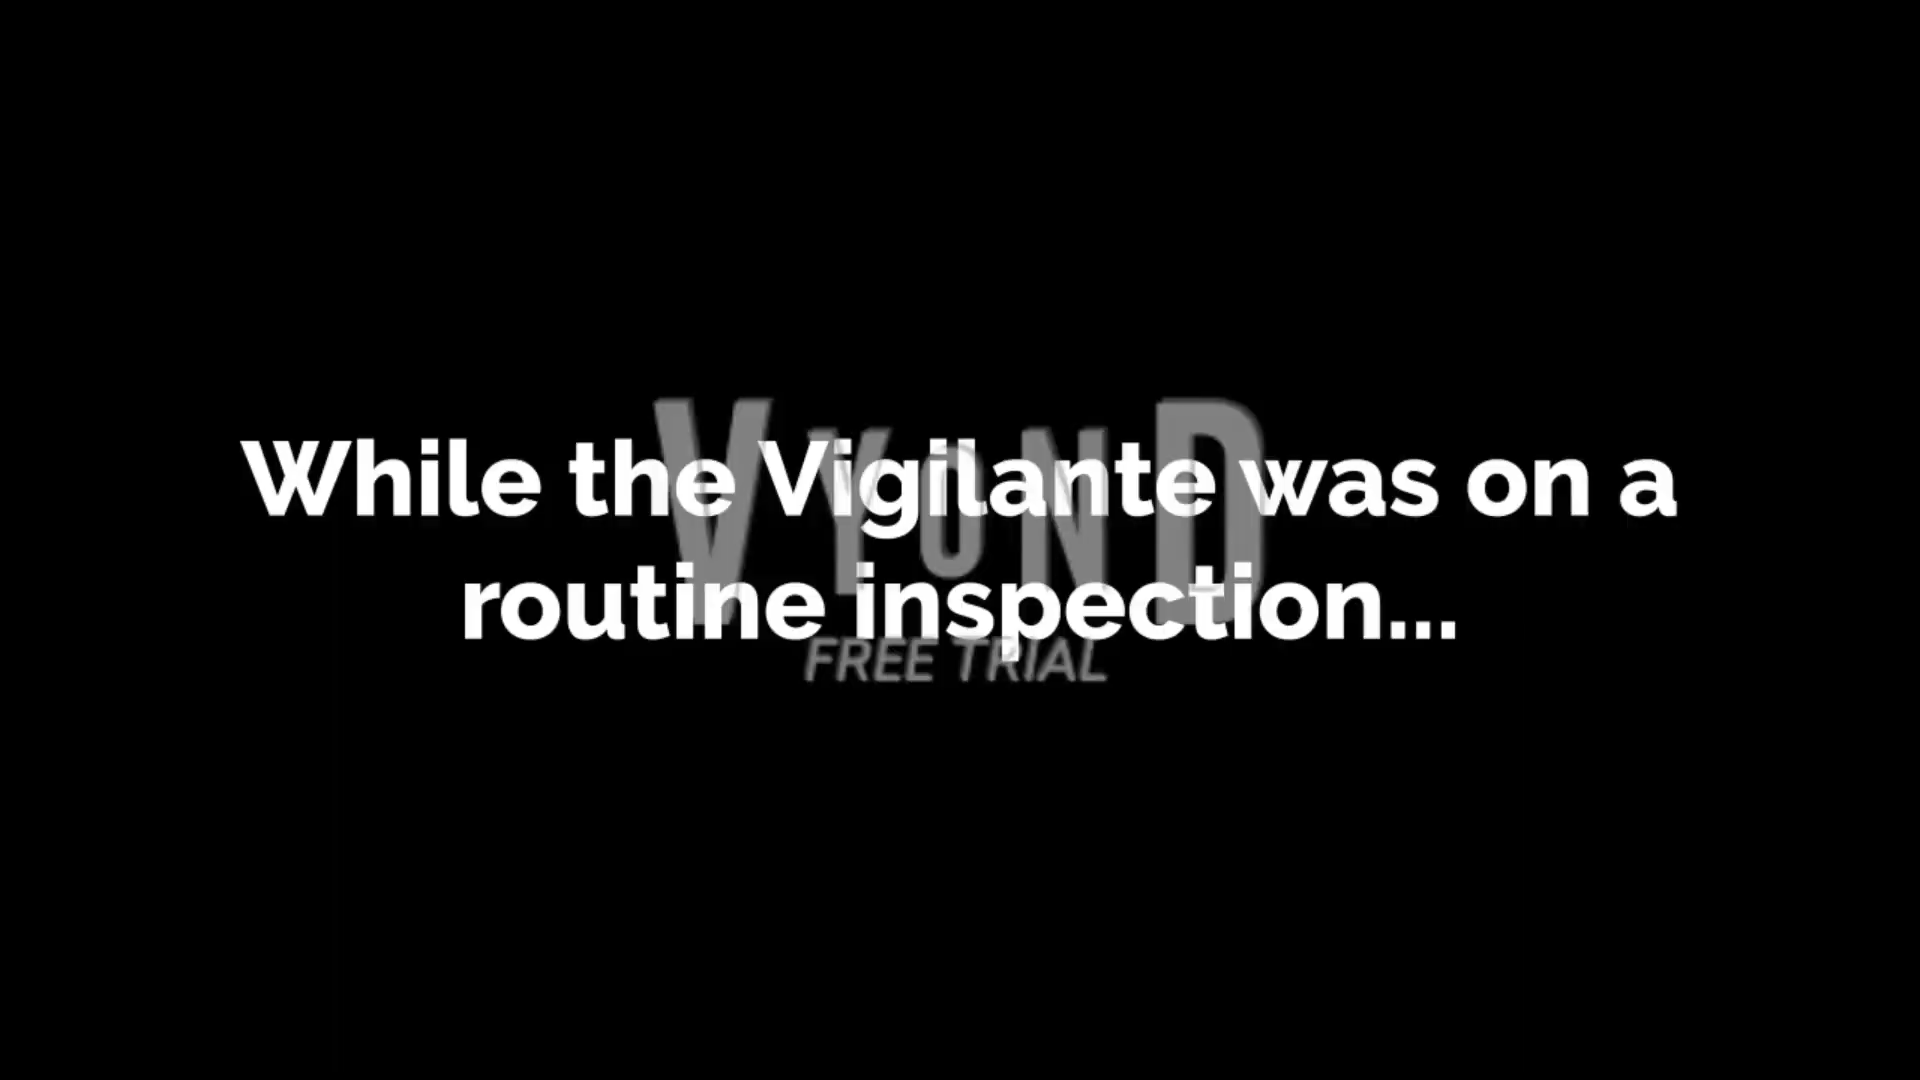 While the Vigilante was on a
routine inspection...
VYOND
FREE TRIAL